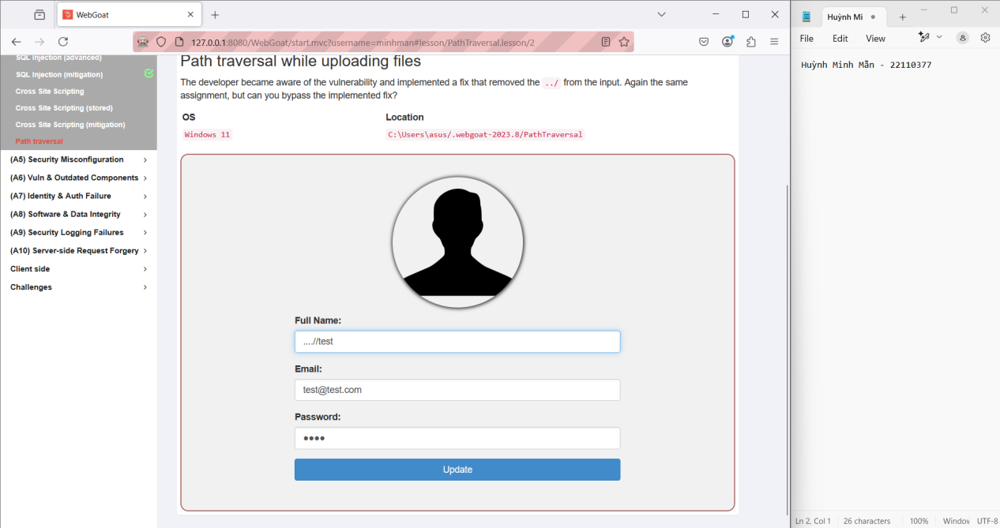 WebGoat
127.0.0.1:8080/WebGoat/start.mvc?username=minhman#lesson/PathTraversal.lesson/2
SQL Injection (advanced)
SQL Injection (mitigation)
Cross Site Scripting
Cross Site Scripting (stored)
Cross Site Scripting (mitigation)
Path traversal
(A5) Security Misconfiguration
(A6) Vuln & Outdated Components
(A7) Identity & Auth Failure
(A8) Software & Data Integrity
(A9) Security Logging Failures
(A10) Server-side Request Forgery
Client side
Challenges
Path traversal while uploading files
The developer became aware of the vulnerability and implemented a fix that removed the ../ from the input. Again the same
assignment, but can you bypass the implemented fix?
OS Location
Windows 11 C:\Users\asus/.webgoat-2023.8/PathTraversal
Full Name:
....//test
Email:
test@test.com
Password:
Update
Huỳnh Mi
File Edit View
Huỳnh Minh Mẫn - 22110377
Ln 2, Col 1 26 characters 100% Window UTF-8